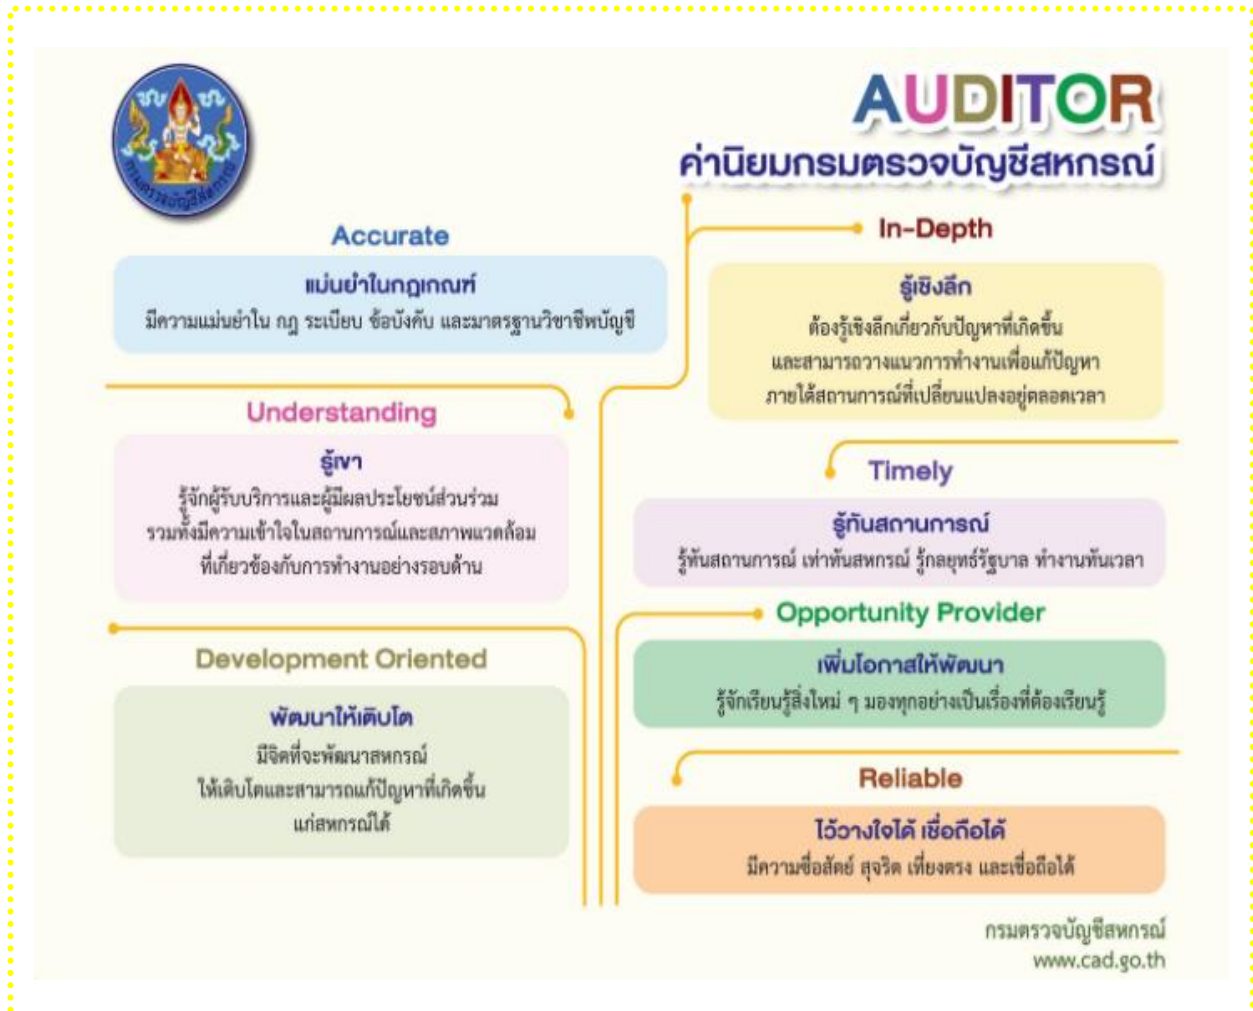 AUDITOR
ค่านิยมกรมตรวจบัญชีสหกรณ์
กรมตรวจบัญชีสหกรณ์
Accurate
แม่นยำในกฎเกณฑ์
มีความแม่นยำใน กฎ ระเบียบ ข้อบังคับ และมาตรฐานวิชาชีพบัญชี
Understanding
รู้เขา
รู้จักผู้รับบริการและผู้มีผลประโยชน์ส่วนร่วม
รวมทั้งมีความเข้าใจในสถานการณ์และสภาพแวดล้อม
ที่เกี่ยวข้องกับการทำงานอย่างรอบด้าน
Development Oriented
พัฒนาให้เติบโต
มีจิตที่จะพัฒนาสหกรณ์
ให้เติบโตและสามารถแก้ปัญหาที่เกิดขึ้น
แก่สหกรณ์ได้
In-Depth
รู้เชิงลึก
ต้องรู้เชิงลึกเกี่ยวกับปัญหาที่เกิดขึ้น
และสามารถวางแนวการทำงานเพื่อแก้ปัญหา
ภายใต้สถานการณ์ที่เปลี่ยนแปลงอยู่ตลอดเวลา
Timely
รู้ทันสถานการณ์
รู้ทันสถานการณ์ เท่าทันสหกรณ์ รู้กลยุทธ์รัฐบาล ทำงานทันเวลา
Opportunity Provider
เพิ่มโอกาสให้พัฒนา
รู้จักเรียนรู้สิ่งใหม่ ๆ มองทุกอย่างเป็นเรื่องที่ต้องเรียนรู้
Reliable
ไว้วางใจได้ เชื่อถือได้
มีความซื่อสัตย์ สุจริต เที่ยงตรง และเชื่อถือได้
กรมตรวจบัญชีสหกรณ์
www.cad.go.th